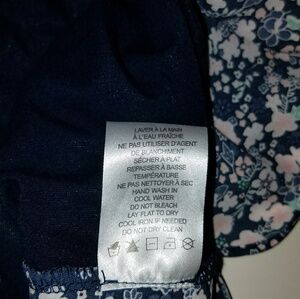 LAVER À LA MAIN
À L'EAU FRAÎCHE
NE PAS UTILISER D'AGENT
DE BLANCHIMENT
SÉCHER À PLAT
REPASSER À BASSE
TEMPÉRATURE
NE PAS NETTOYER À SEC
HAND WASH IN
COOL WATER
DO NOT BLEACH
LAY FLAT TO DRY
COOL IRON IF NEEDED
DO NOT DRY CLEAN